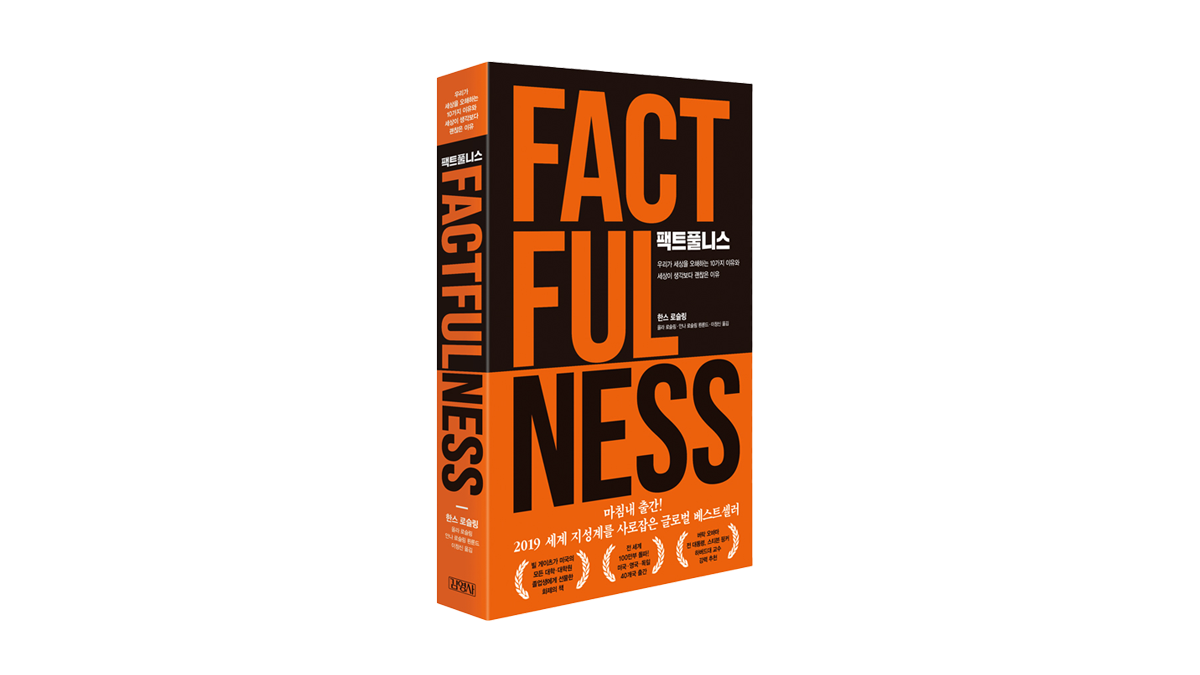 우리가
세상을 오해하는
10가지 이유와
세상이 생각보다
괜찮은 이유
팩트풀니스
FACTFULNESS
한스 로슬링
올라 로슬링
안나 로슬링 뢴룬드
이창신 옮김
김영사
FACT
FUL
팩트풀니스
우리가 세상을 오해하는 10가지 이유와
세상이 생각보다 괜찮은 이유
한스 로슬링
올라 로슬링·안나 로슬링 뢴룬드·이창신 옮김
NESS
마침내 출간!
2019 세계 지성계를 사로잡은 글로벌 베스트셀러
빌 게이츠가 미국의
모든 대학·대학원
졸업생에게 선물한
화제의 책
전 세계
100만부 돌파!
미국·영국·독일
40개국 출간
버락 오바마
전 대통령, 스티븐 핑커
하버드대 교수
강력 추천